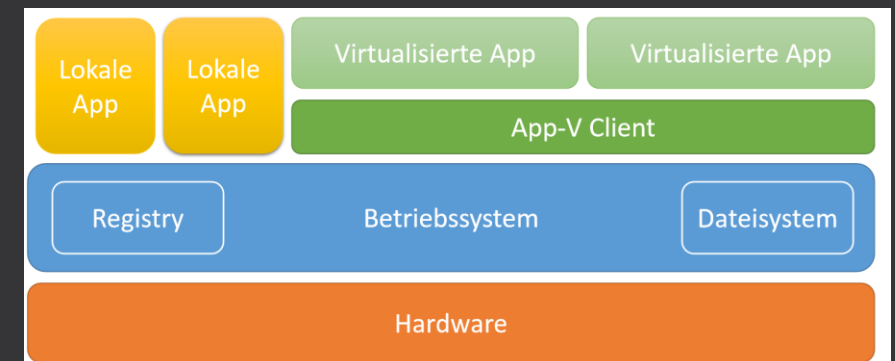 Lokale
App
Lokale
App
Virtualisierte App
Virtualisierte App
App-V Client
Registry
Betriebssystem
Dateisystem
Hardware